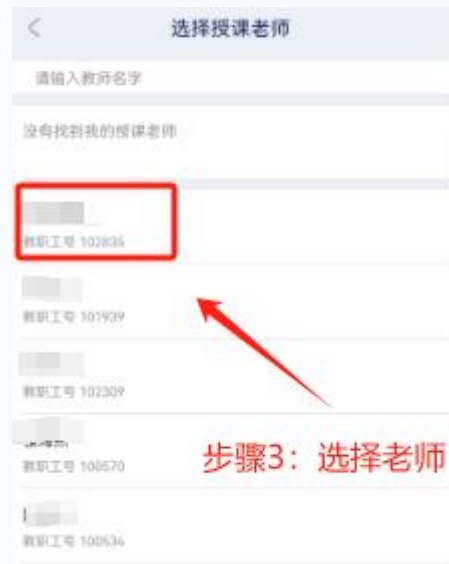 选择授课老师
请输入教师名字
没有找到我的授课老师
教职工号 102835
教职工号 101939
教职工号 102309
教职工号 100570
步骤3：选择老师
教职工号 100534